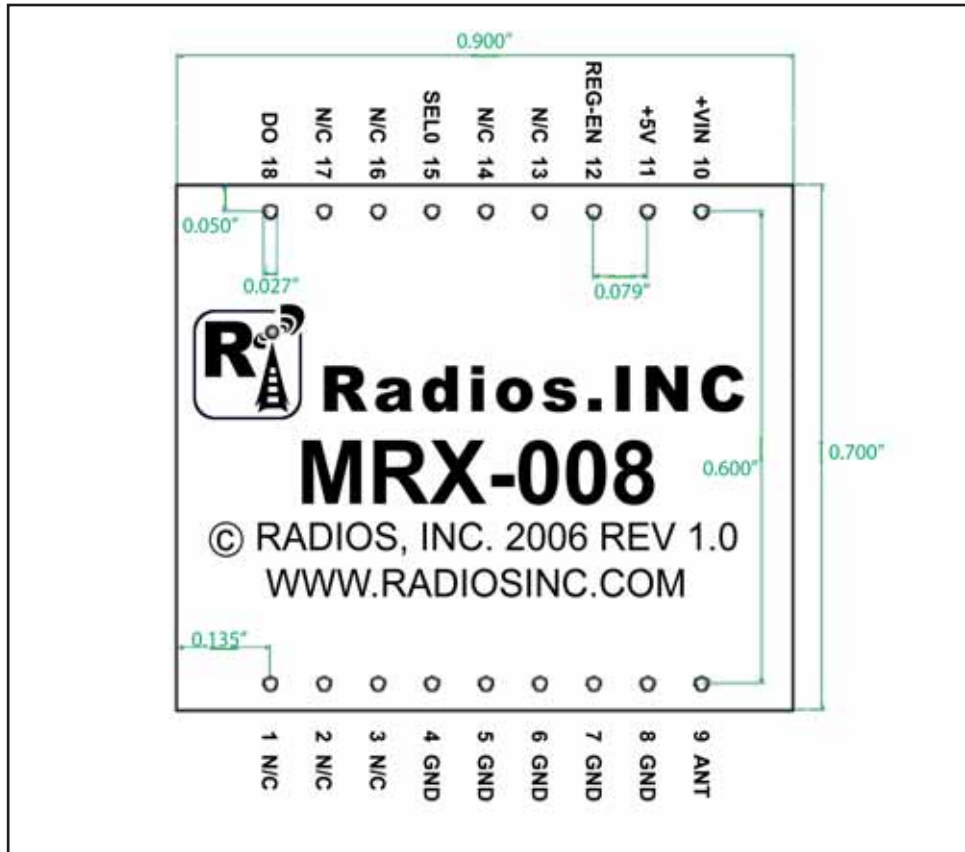 0.900"
DO 18
N/C 17
N/C 16
SEL0 15
N/C 14
N/C 13
REG-EN 12
+5V 11
+VIN 10
0.050"
0.027"
0.079"
R
Radios.INC
MRX-008
0.600"
0.700"
© RADIOS, INC. 2006 REV 1.0
WWW.RADIOSINC.COM
0.135"
1 N/C
2 N/C
3 N/C
4 GND
5 GND
6 GND
7 GND
8 GND
9 ANT